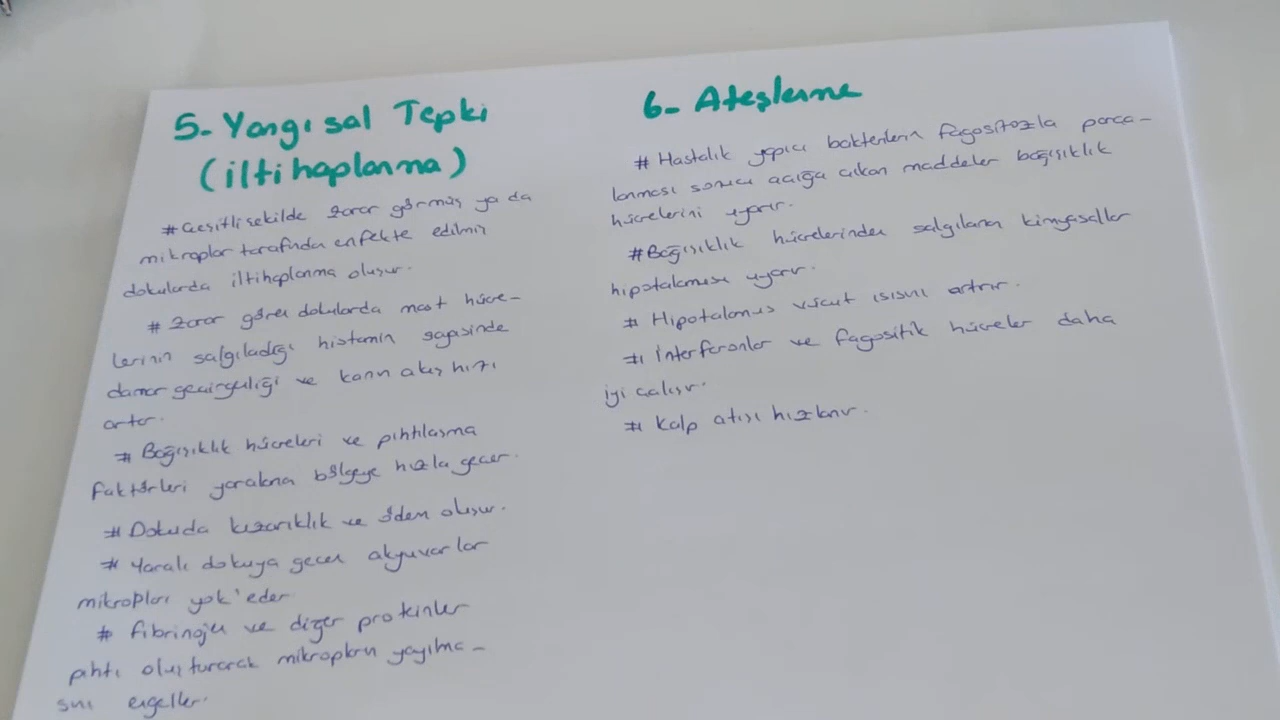 5- Yangısal Tepki
(iltihaplanma)
# Çeşitli şekilde zarar görmüş ya da
mikroplar tarafından enfekte edilmiş
dokularda iltihaplanma oluşur.
# Zarar gören dokularda mast hücre-
lerinin salgıladığı histamin sayesinde
damar geçirgenliği ve kanın akış hızı
artar.
# Bağışıklık hücreleri ve pıhtılaşma
faktörleri yaralanan bölgeye hızla geçer.
# Dokuda kızarıklık ve ödem oluşur.
# Yaralı dokuya geçen akyuvarlar
mikropları yok eder
# Fibrinojen ve diğer proteinler
pıhtı oluşturarak mikropların yayılma-
sını engeller.
6- Ateşlenme
# Hastalık yapıcı bakterilerin fagositozla parça-
lanması sonucu açığa çıkan maddeler bağışıklık
hücrelerini uyarır.
# Bağışıklık hücrelerinden salgılanan kimyasallar
hipotalamusu uyarır.
# Hipotalamus vücut ısısını artırır.
# İnterferonlar ve fagositik hücreler daha
iyi çalışır.
# Kalp atışı hızlanır.